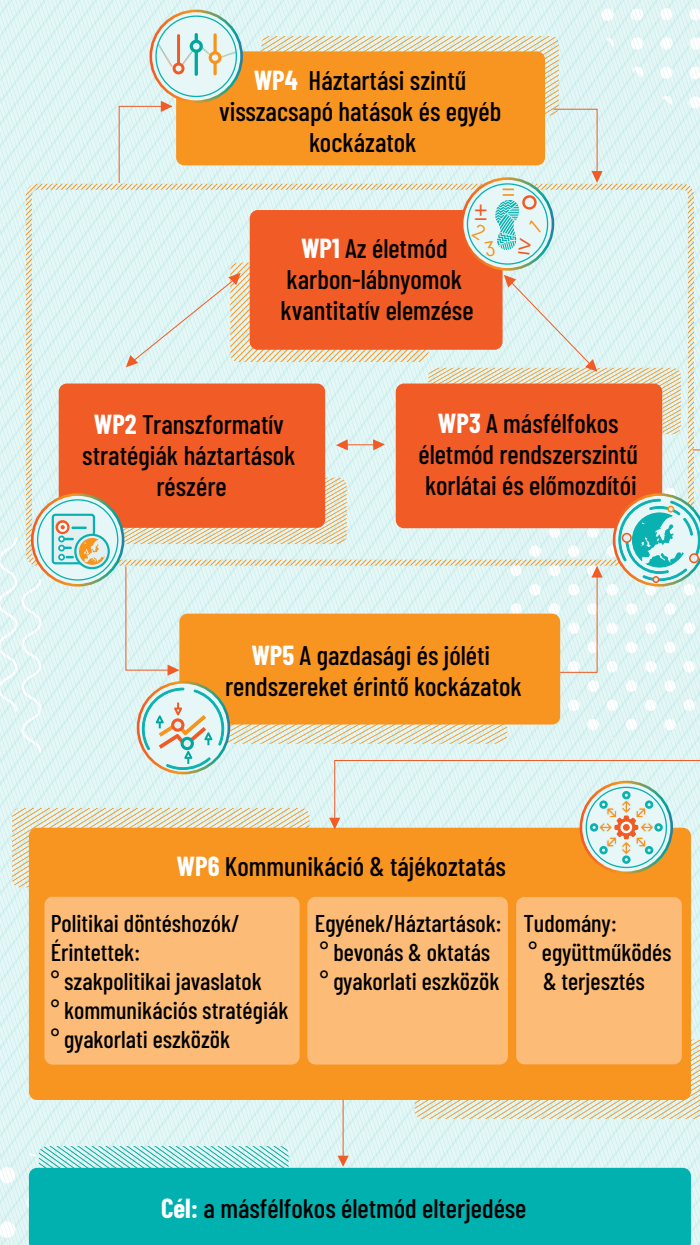 WP4 Háztartási szintű
visszacsapó hatások és egyéb
kockázatok
WP1 Az életmód
karbon-lábnyomok
kvantitatív elemzése
WP2 Transzformatív
stratégiák háztartások
részére
WP3 A másfélfokos
életmód rendszerszintű
korlátai és előmozdítói
WP5 A gazdasági és jóléti
rendszereket érintő kockázatok
WP6 Kommunikáció & tájékoztatás
Politikai döntéshozók/
Érintettek:
° szakpolitikai javaslatok
° kommunikációs stratégiák
° gyakorlati eszközök
Egyének/Háztartások:
° bevonás & oktatás
° gyakorlati eszközök
Tudomány:
° együttműködés
& terjesztés
Cél: a másfélfokos életmód elterjedése